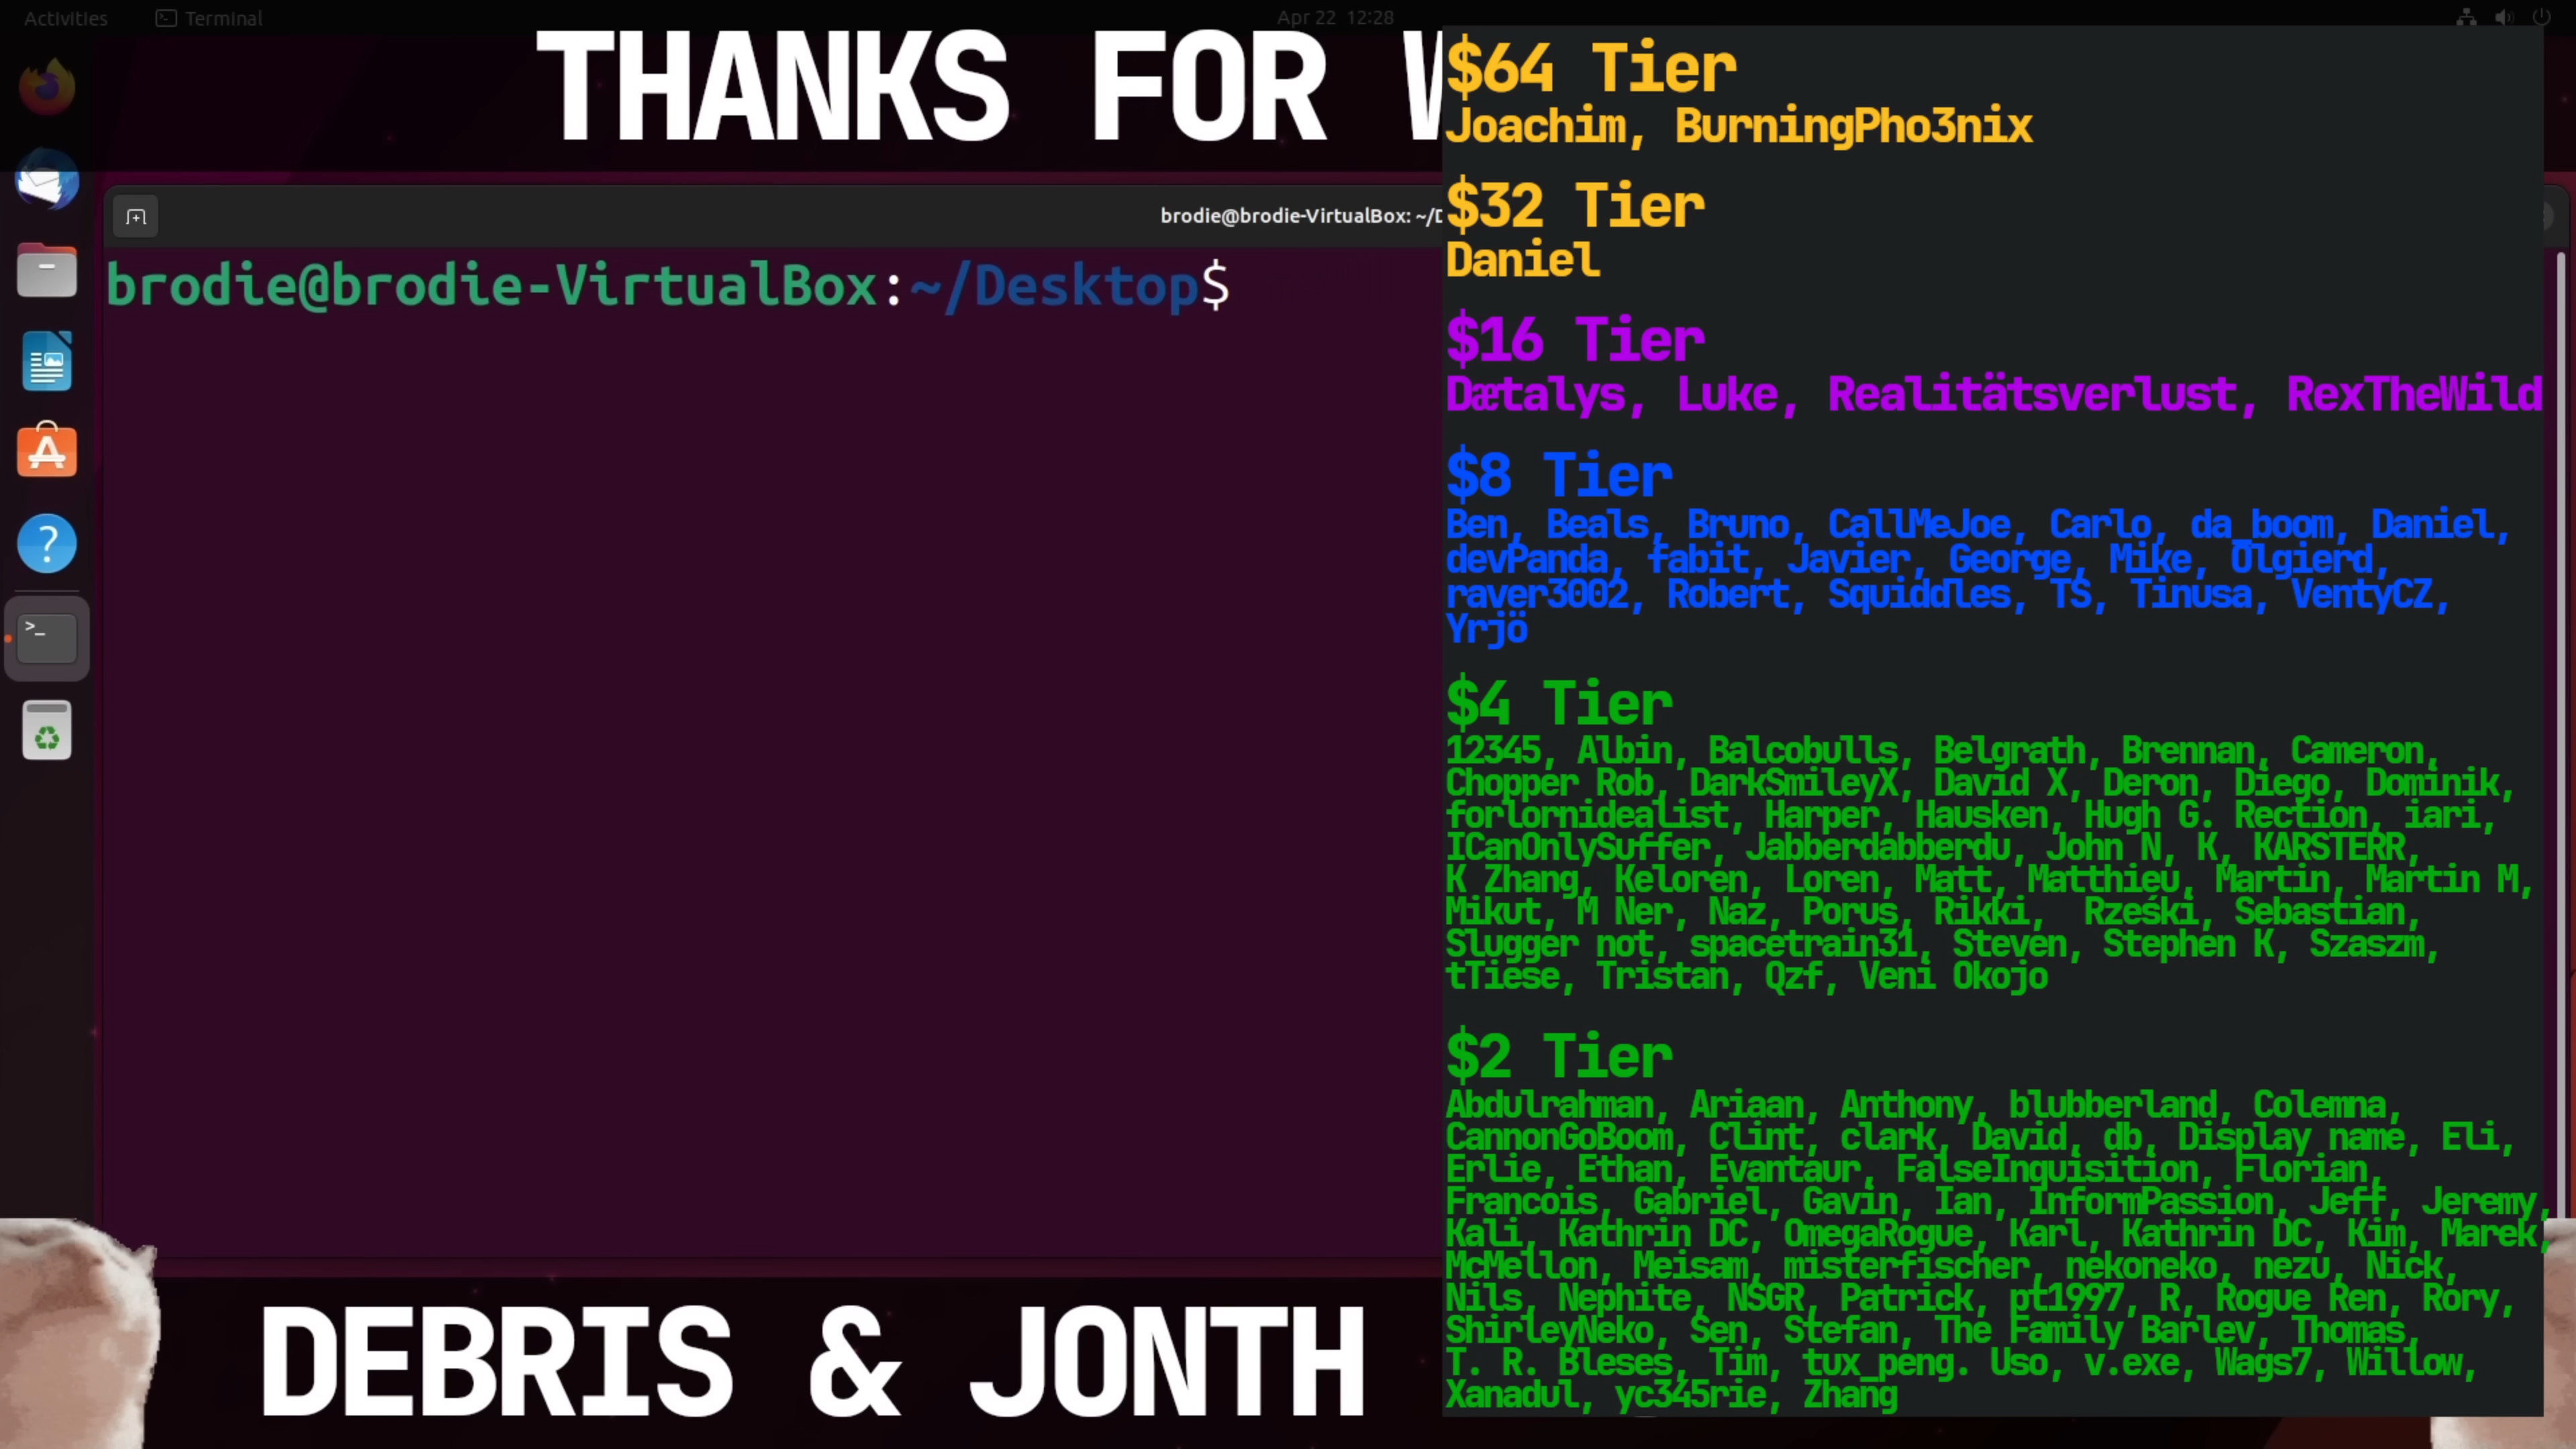 Activities
Terminal
Apr 22 12:28
THANKS FOR
brodie@brodie-VirtualBox: ~/D
brodie@brodie-VirtualBox:~/Desktop$
$64 Tier
Joachim, BurningPho3nix
$32 Tier
Daniel
$16 Tier
Dætalys, Luke, Realitätsverlust, RexTheWild
$8 Tier
Ben, Beals, Bruno, CallMeJoe, Carlo, da_boom, Daniel,
devPanda, fabit, Javier, George, Mike, Olgierd,
raver3002, Robert, Squiddles, TS, Tinusa, VentyCZ,
Yrjö
$4 Tier
12345, Albin, Balcobulls, Belgrath, Brennan, Cameron,
Chopper Rob, DarkSmileyX, David X, Deron, Diego, Dominik,
forlornidealist, Harper, Hausken, Hugh G. Rection, iari,
ICanOnlySuffer, Jabberdabberdu, John N, K, KARSTERR,
K Zhang, Keloren, Loren, Matt, Matthieu, Martin, Martin M,
Mikut, M Ner, Naz, Porus, Rikki, Rześki, Sebastian,
Slugger not, spacetrain31, Steven, Stephen K, Szaszm,
tTiese, Tristan, Qzf, Veni Okojo
$2 Tier
Abdulrahman, Ariaan, Anthony, blubberland, Colemna,
CannonGoBoom, Clint, clark, David, db, Display name, Eli,
Erlie, Ethan, Evantaur, FalseInquisition, Florian,
Francois, Gabriel, Gavin, Ian, InformPassion, Jeff, Jeremy,
Kali, Kathrin DC, OmegaRogue, Karl, Kathrin DC, Kim, Marek,
McMellon, Meisam, misterfischer, nekoneko, nezu, Nick,
Nils, Nephite, NSGR, Patrick, pt1997, R, Rogue Ren, Rory,
ShirleyNeko, Sen, Stefan, The Family Barlev, Thomas,
T. R. Bleses, Tim, tux_peng. Uso, v.exe, Wags7, Willow,
Xanadul, yc345rie, Zhang
DEBRIS & JONTH